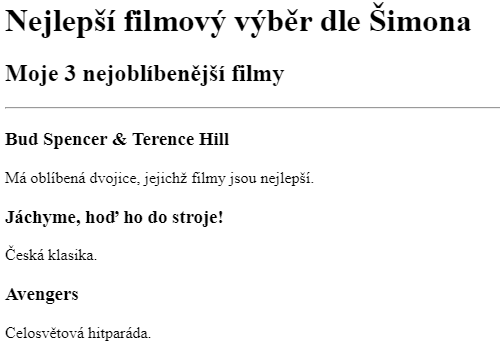 Nejlepší filmový výběr dle Šimona
Moje 3 nejoblíbenější filmy
Bud Spencer & Terence Hill
Má oblíbená dvojice, jejichž filmy jsou nejlepší.
Jáchyme, hoď ho do stroje!
Česká klasika.
Avengers
Celosvětová hitparáda.